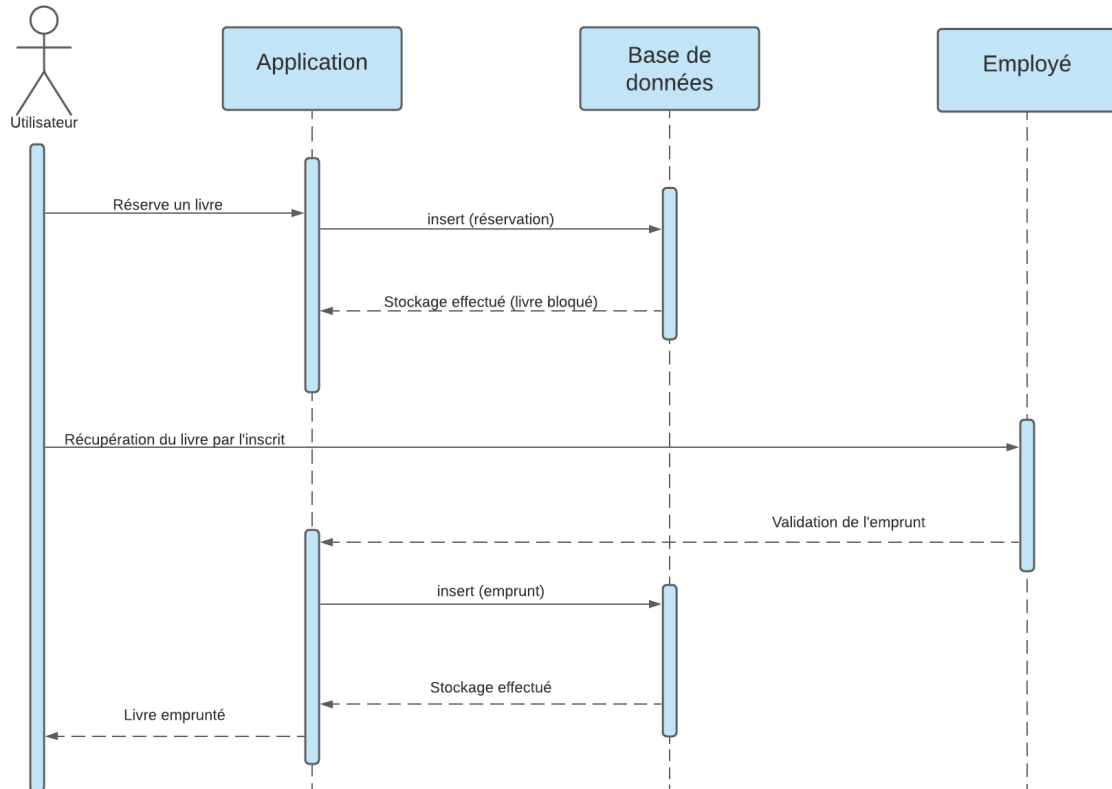 Utilisateur
Application
Base de
données
Employé
Réserve un livre
insert (réservation)
Stockage effectué (livre bloqué)
Récupération du livre par l'inscrit
Validation de l'emprunt
insert (emprunt)
Stockage effectué
Livre emprunté